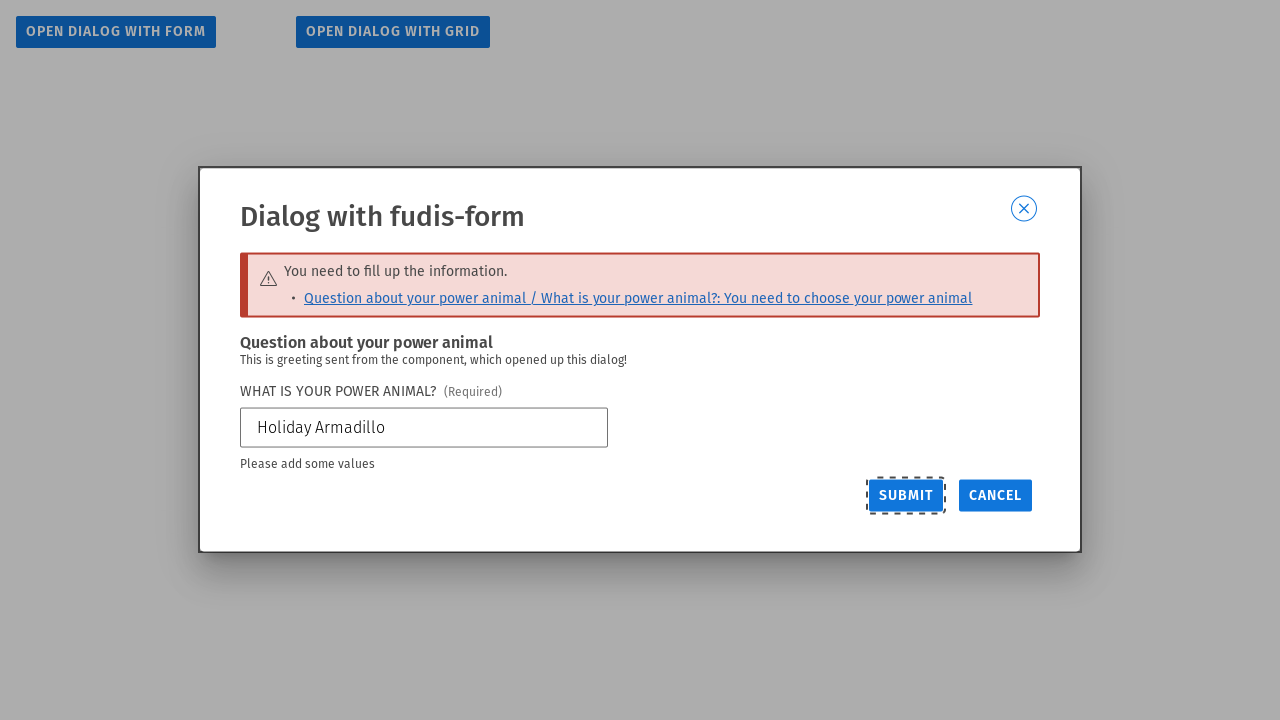 OPEN DIALOG WITH FORM
OPEN DIALOG WITH GRID
Dialog with fudis-form
You need to fill up the information.
Question about your power animal / What is your power animal?: You need to choose your power animal
Question about your power animal
This is greeting sent from the component, which opened up this dialog!
WHAT IS YOUR POWER ANIMAL? (Required)
Holiday Armadillo
Please add some values
SUBMIT
CANCEL